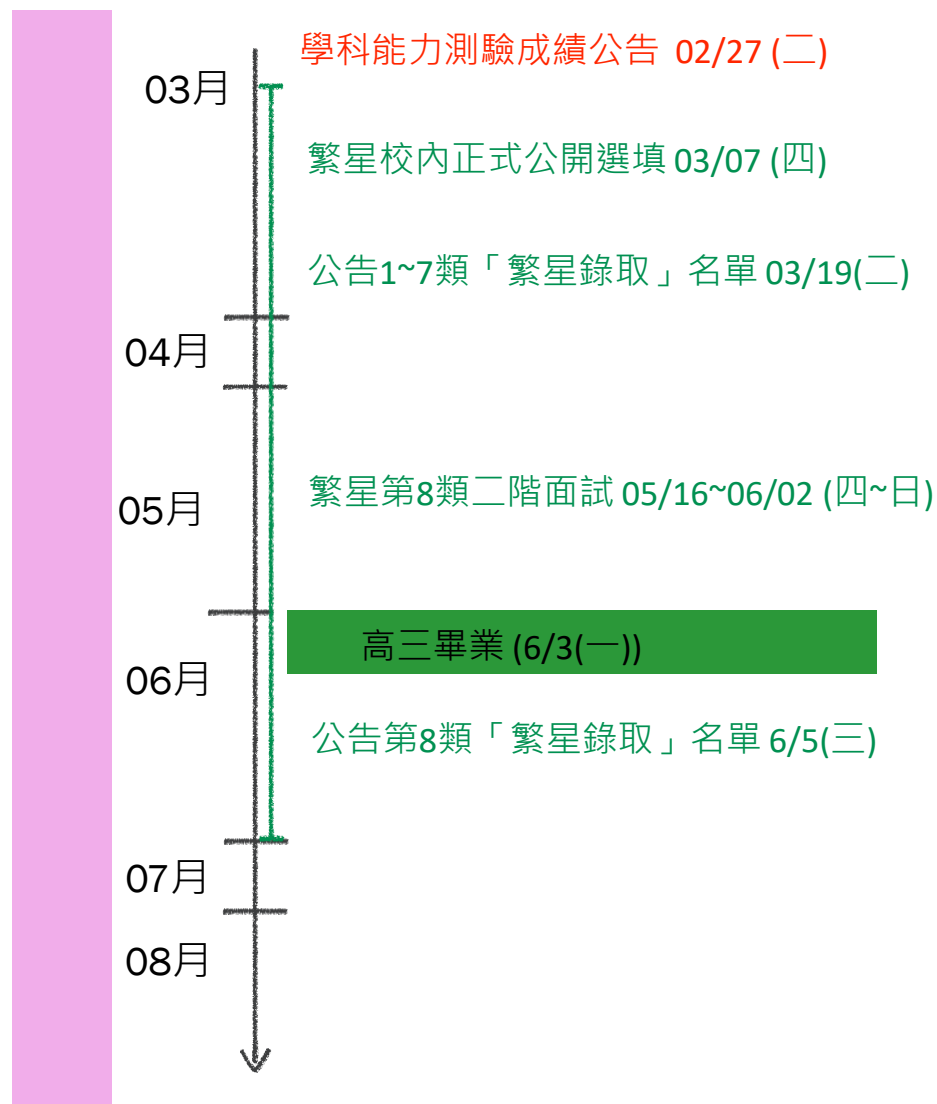 學科能力測驗成績公告 02/27 (二)
03月
繁星校內正式公開選填 03/07 (四)
公告1~7類「繁星錄取」名單 03/19(二)
04月
繁星第8類二階面試 05/16~06/02 (四~日)
05月
高三畢業 (6/3(一))
06月
公告第8類「繁星錄取」名單 6/5(三)
07月
08月